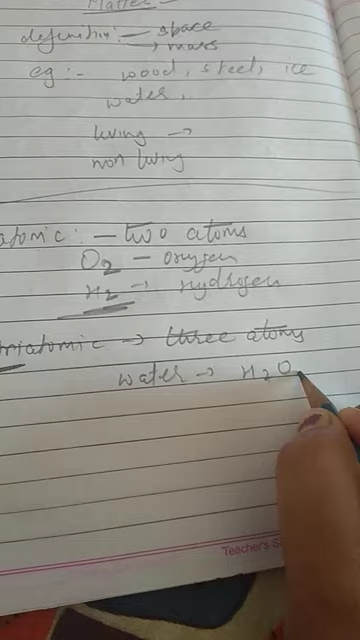 Matter
definition: — space
→ mass
eg :- wood, steel, ice
water,
living →
non living
atomic: — two atoms
O2 — oxygen
H2 → hydrogen
Triatomic → three atoms
water → H2O
Teacher's S